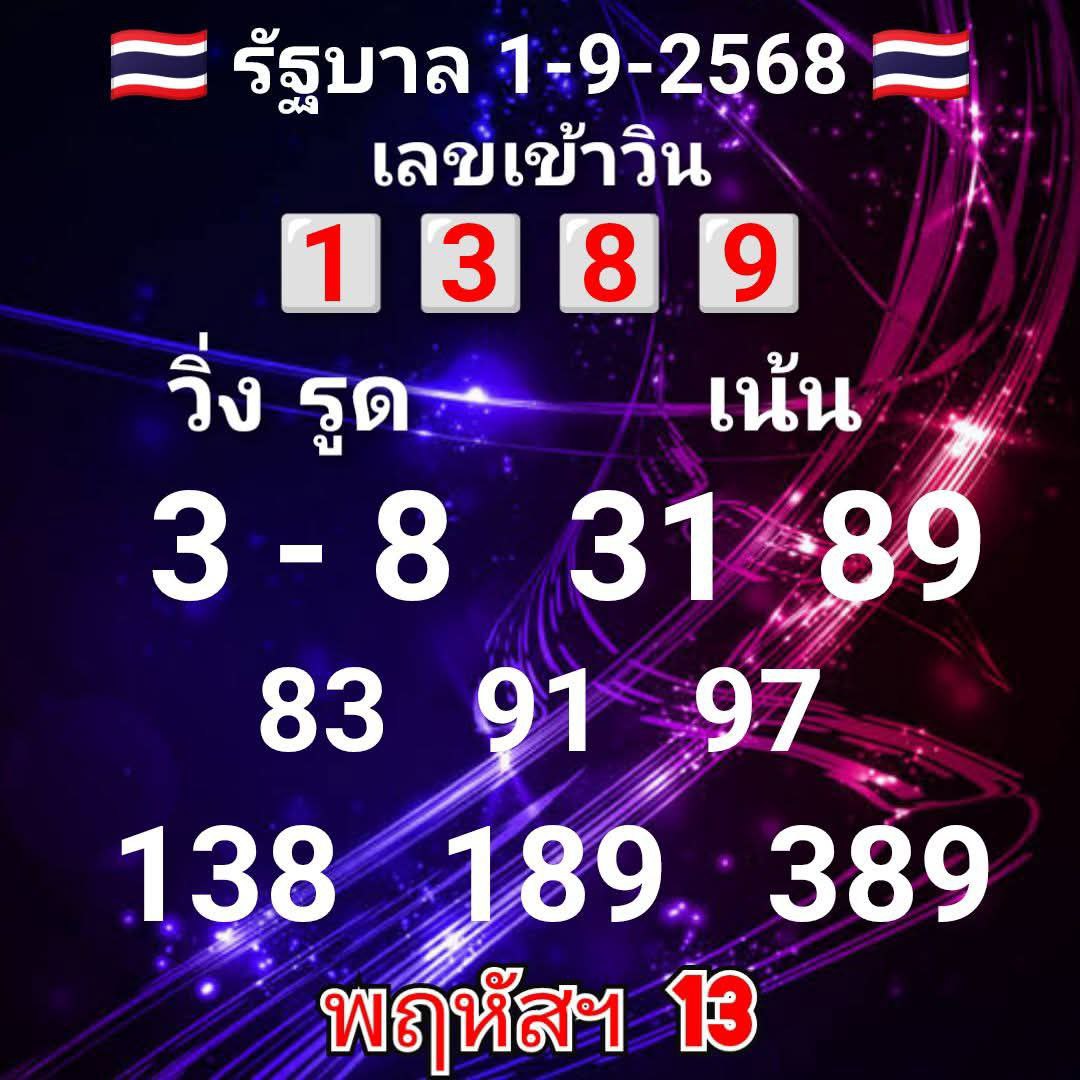 🇹🇭 รัฐบาล 1-9-2568 🇹🇭
เลขเข้าวิน
1 3 8 9
วิ่ง รูด เน้น
3 - 8 31 89
83 91 97
138 189 389
พฤหัสฯ 13